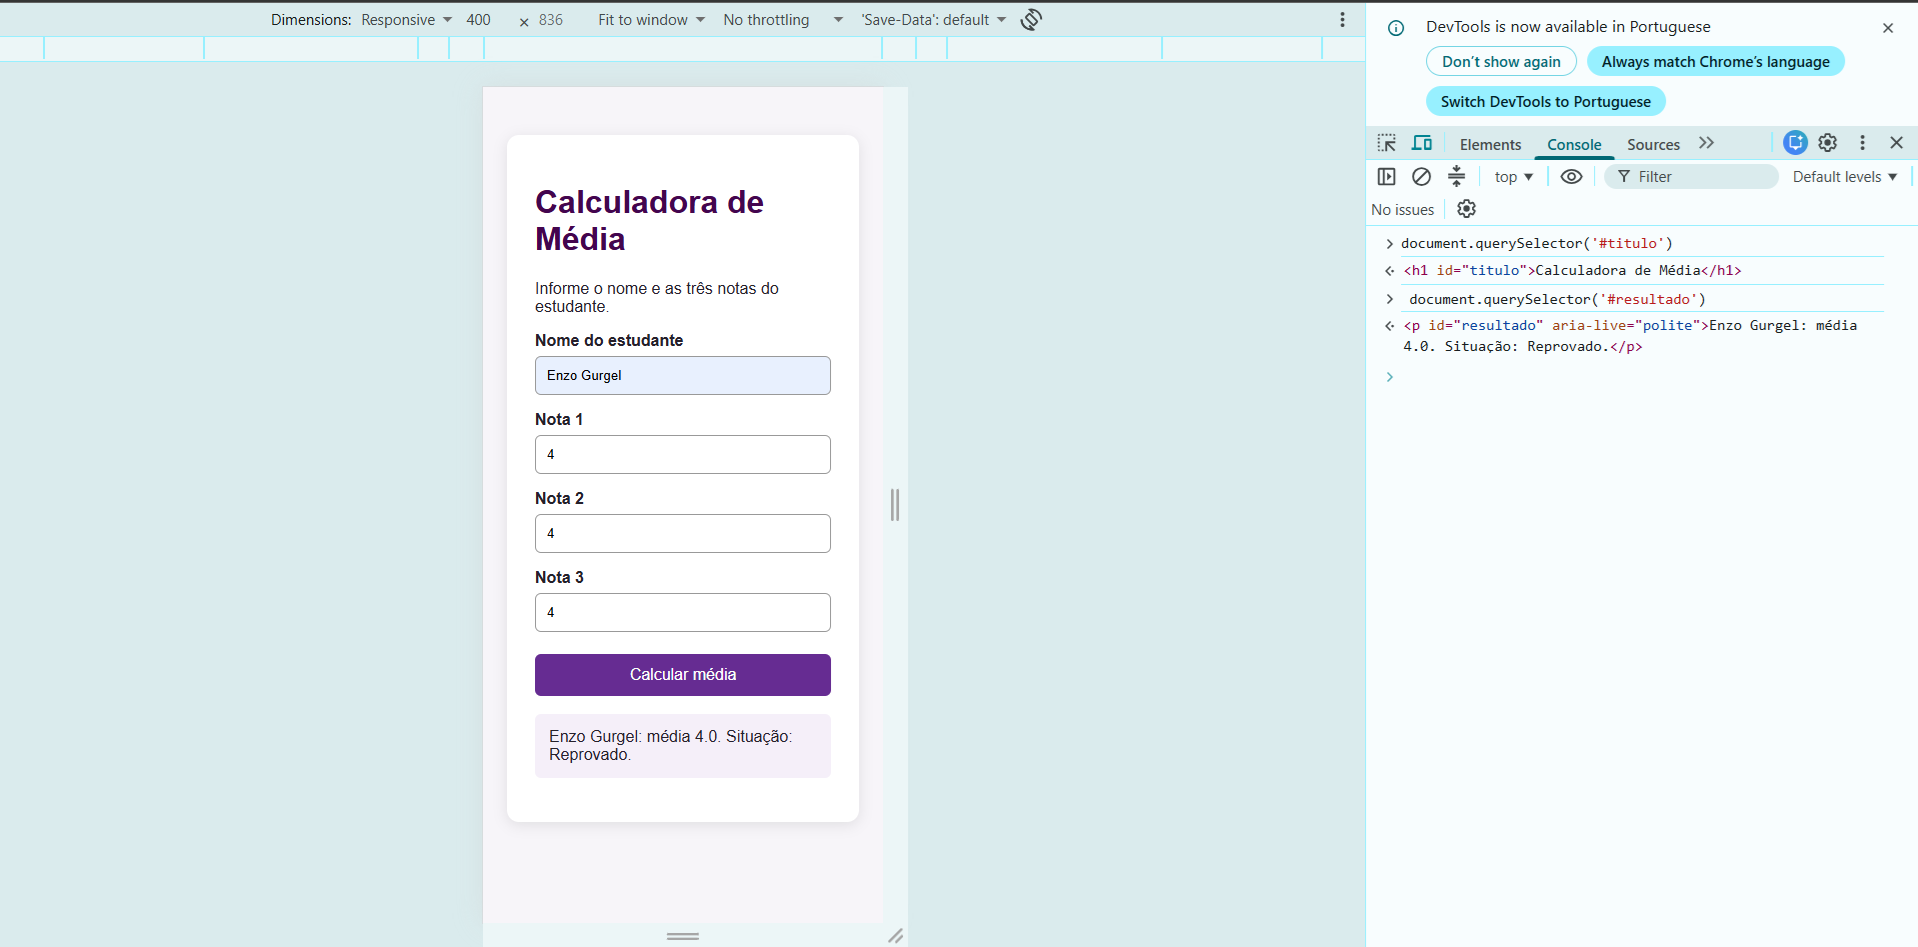 Dimensions: Responsive 400 × 836 Fit to window No throttling 'Save-Data': default
Calculadora de
Média
Informe o nome e as três notas do
estudante.
Nome do estudante
Enzo Gurgel
Nota 1
4
Nota 2
4
Nota 3
4
Calcular média
Enzo Gurgel: média 4.0. Situação:
Reprovado.
DevTools is now available in Portuguese
Don't show again Always match Chrome's language
Switch DevTools to Portuguese
Elements Console Sources
top Filter Default levels
No issues
document.querySelector('#titulo')
<h1 id="titulo">Calculadora de Média</h1>
document.querySelector('#resultado')
<p id="resultado" aria-live="polite">Enzo Gurgel: média
4.0. Situação: Reprovado.</p>